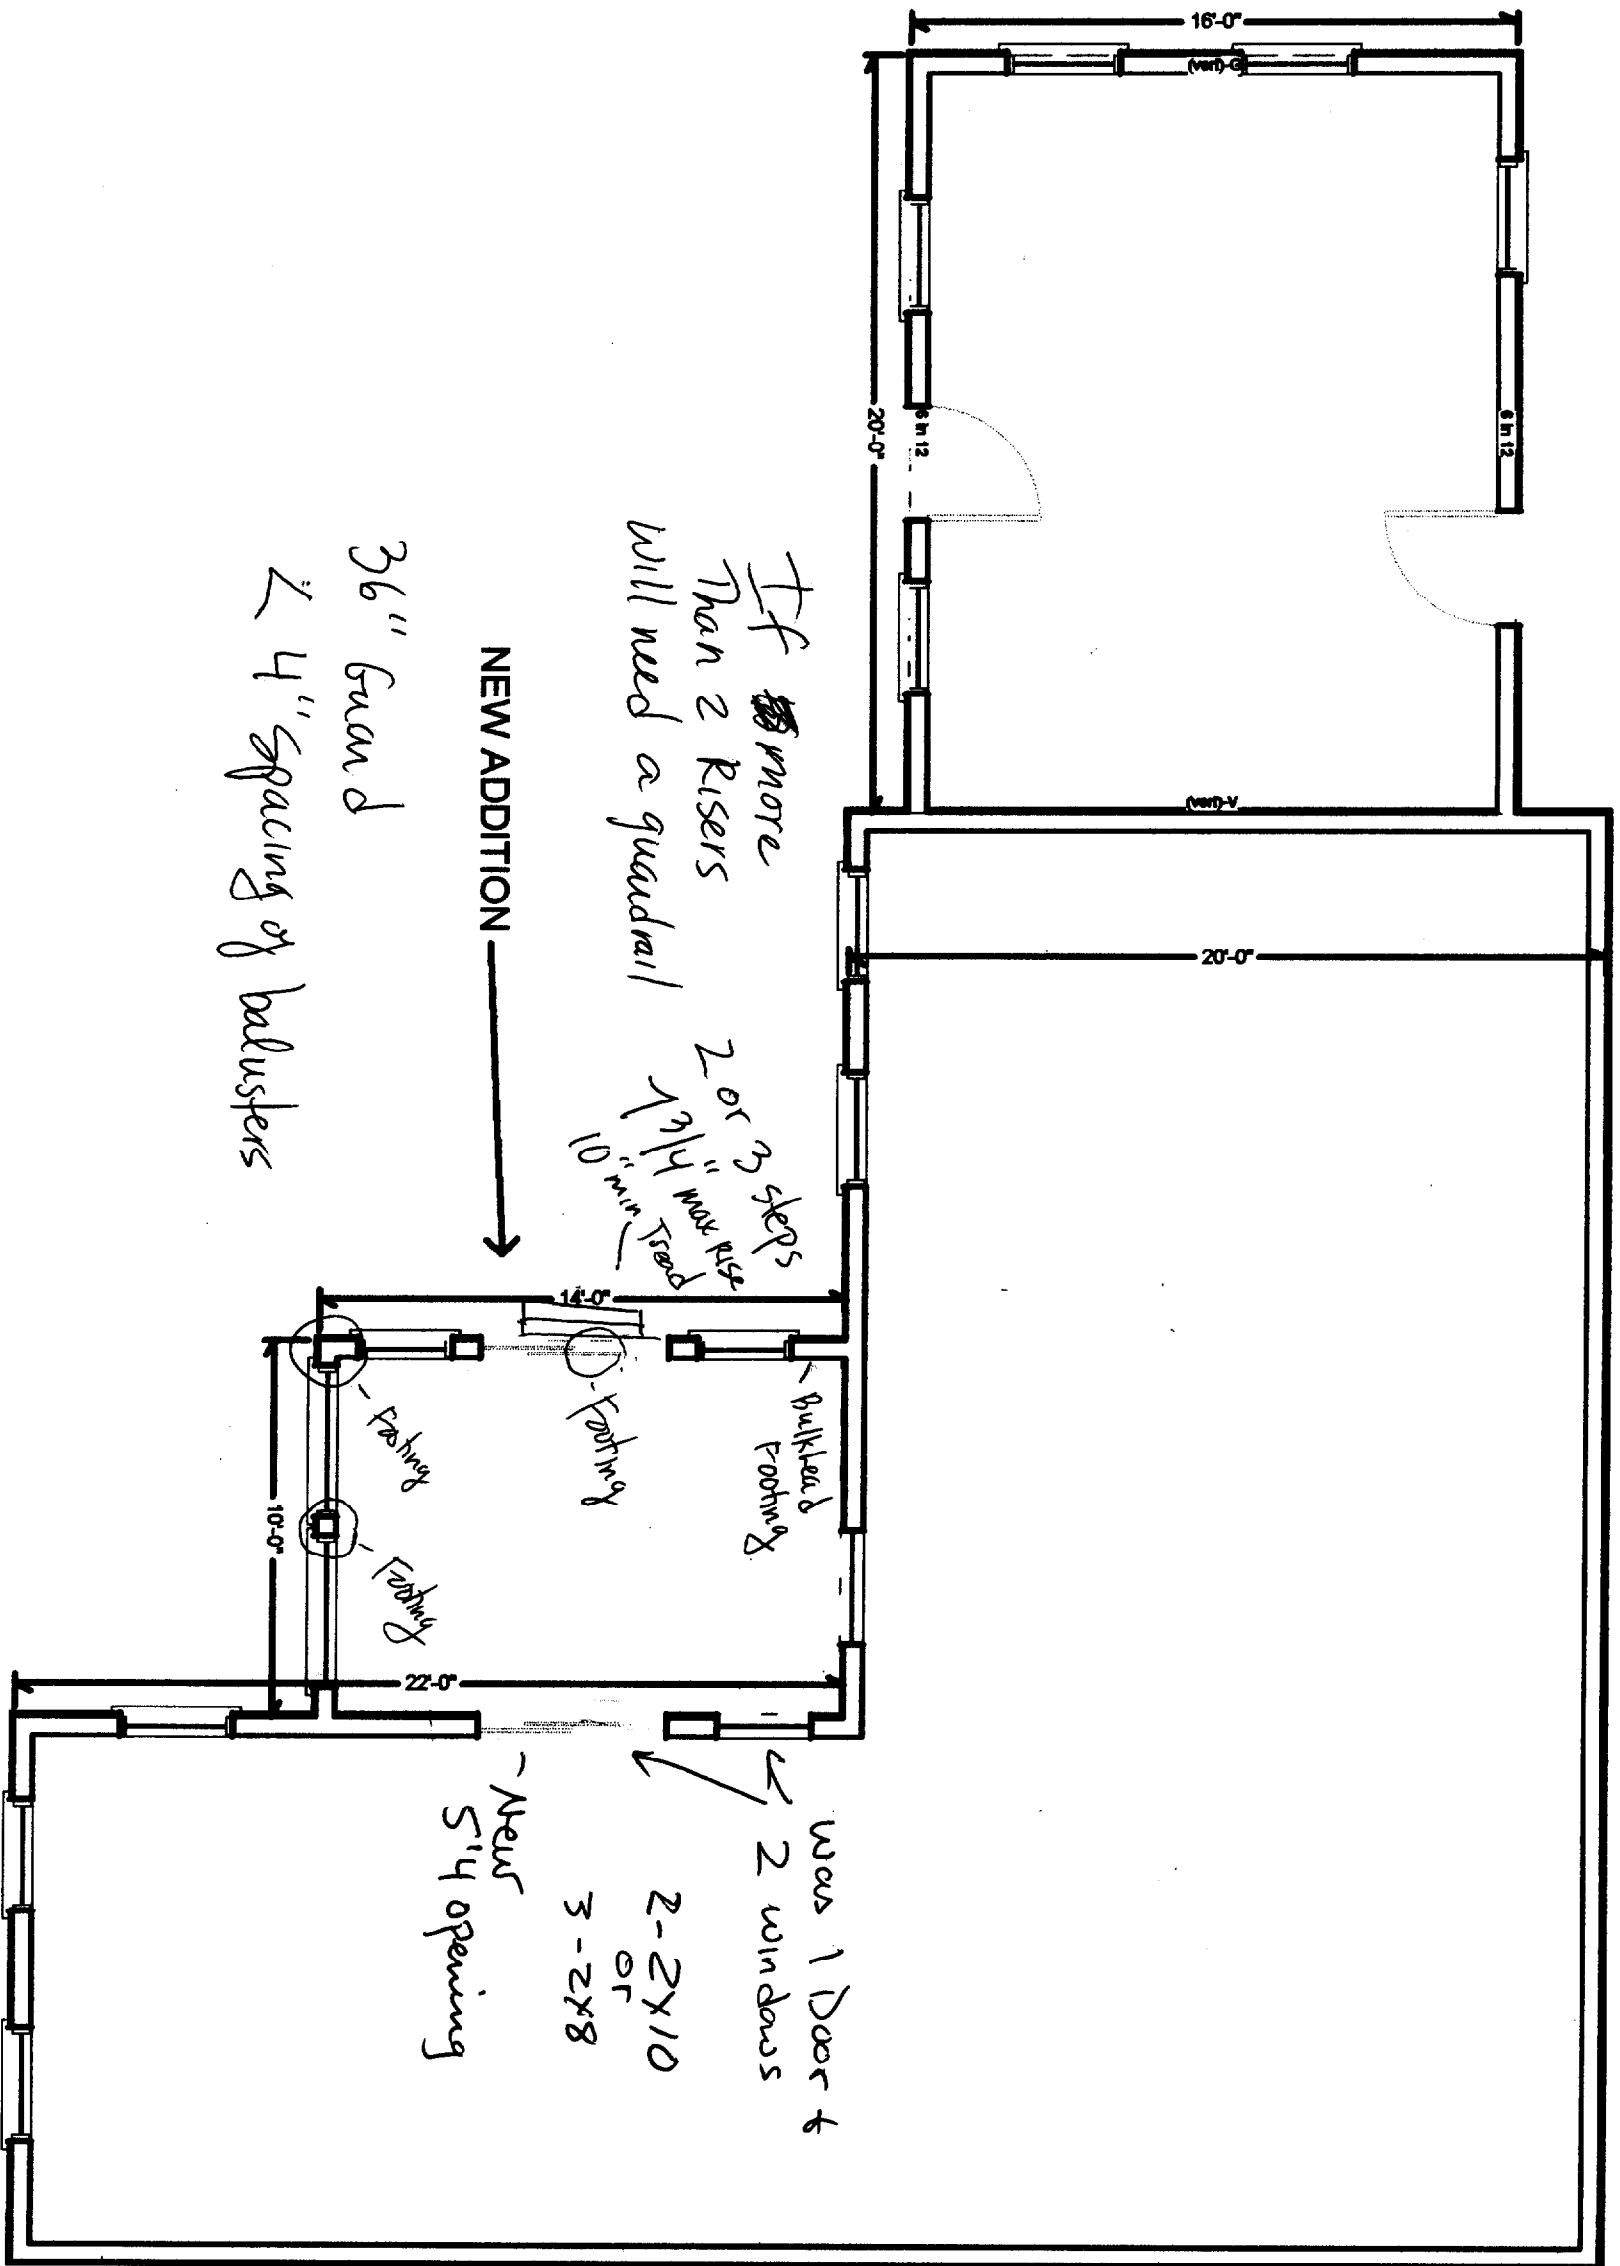 16'-0"
(vert)-G
6 in 12
6 in 12
20'-0"
(vert)-V
20'-0"
If more
Than 2 Risers
Will need a guardrail
NEW ADDITION
36" Guard
< 4" spacing of balusters
2 or 3 steps
7 3/4" max Rise
10" min Tread
14'-0"
- Bulkhead
Footing
- Footing
- Footing
- Footing
10'-0"
22'-0"
was 1 Door &
2 windows
2-2x10
or
3-2x8
- New
5'4 opening